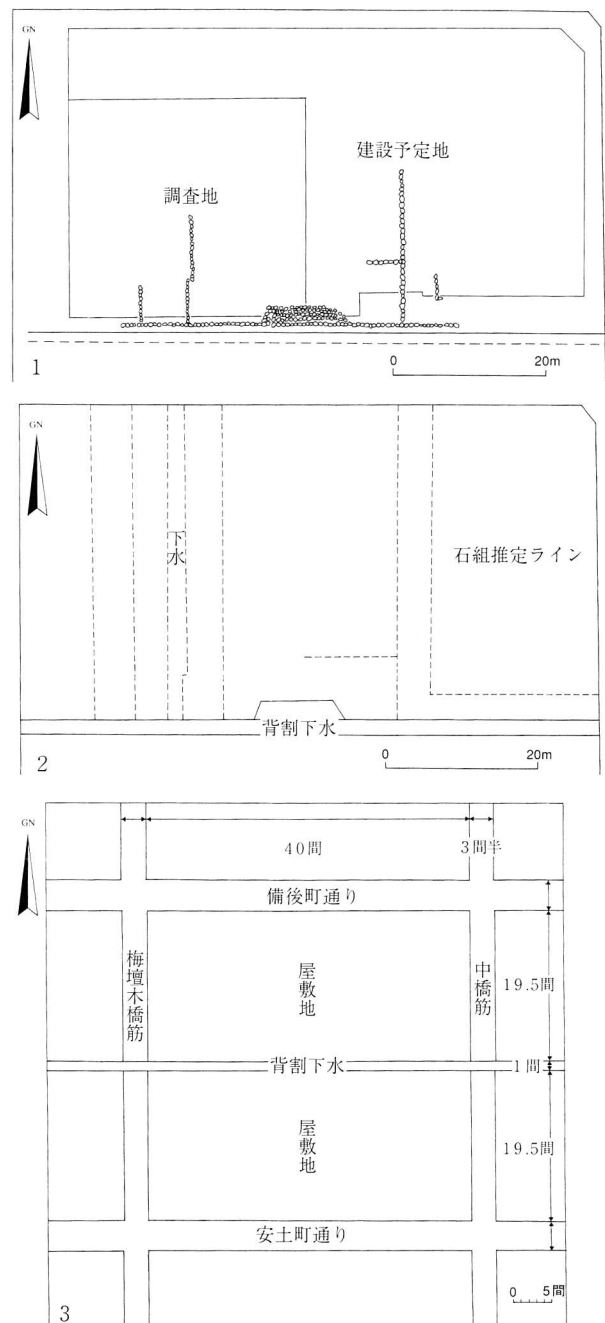 GN
建設予定地
調査地
0 20m
1
GN
下水
石組推定ライン
背割下水
0 20m
2
GN
40間
3間半
備後町通り
梅壇木橋筋
屋敷地
中橋筋
19.5間
背割下水
1間
屋敷地
19.5間
安土町通り
0 5間
3